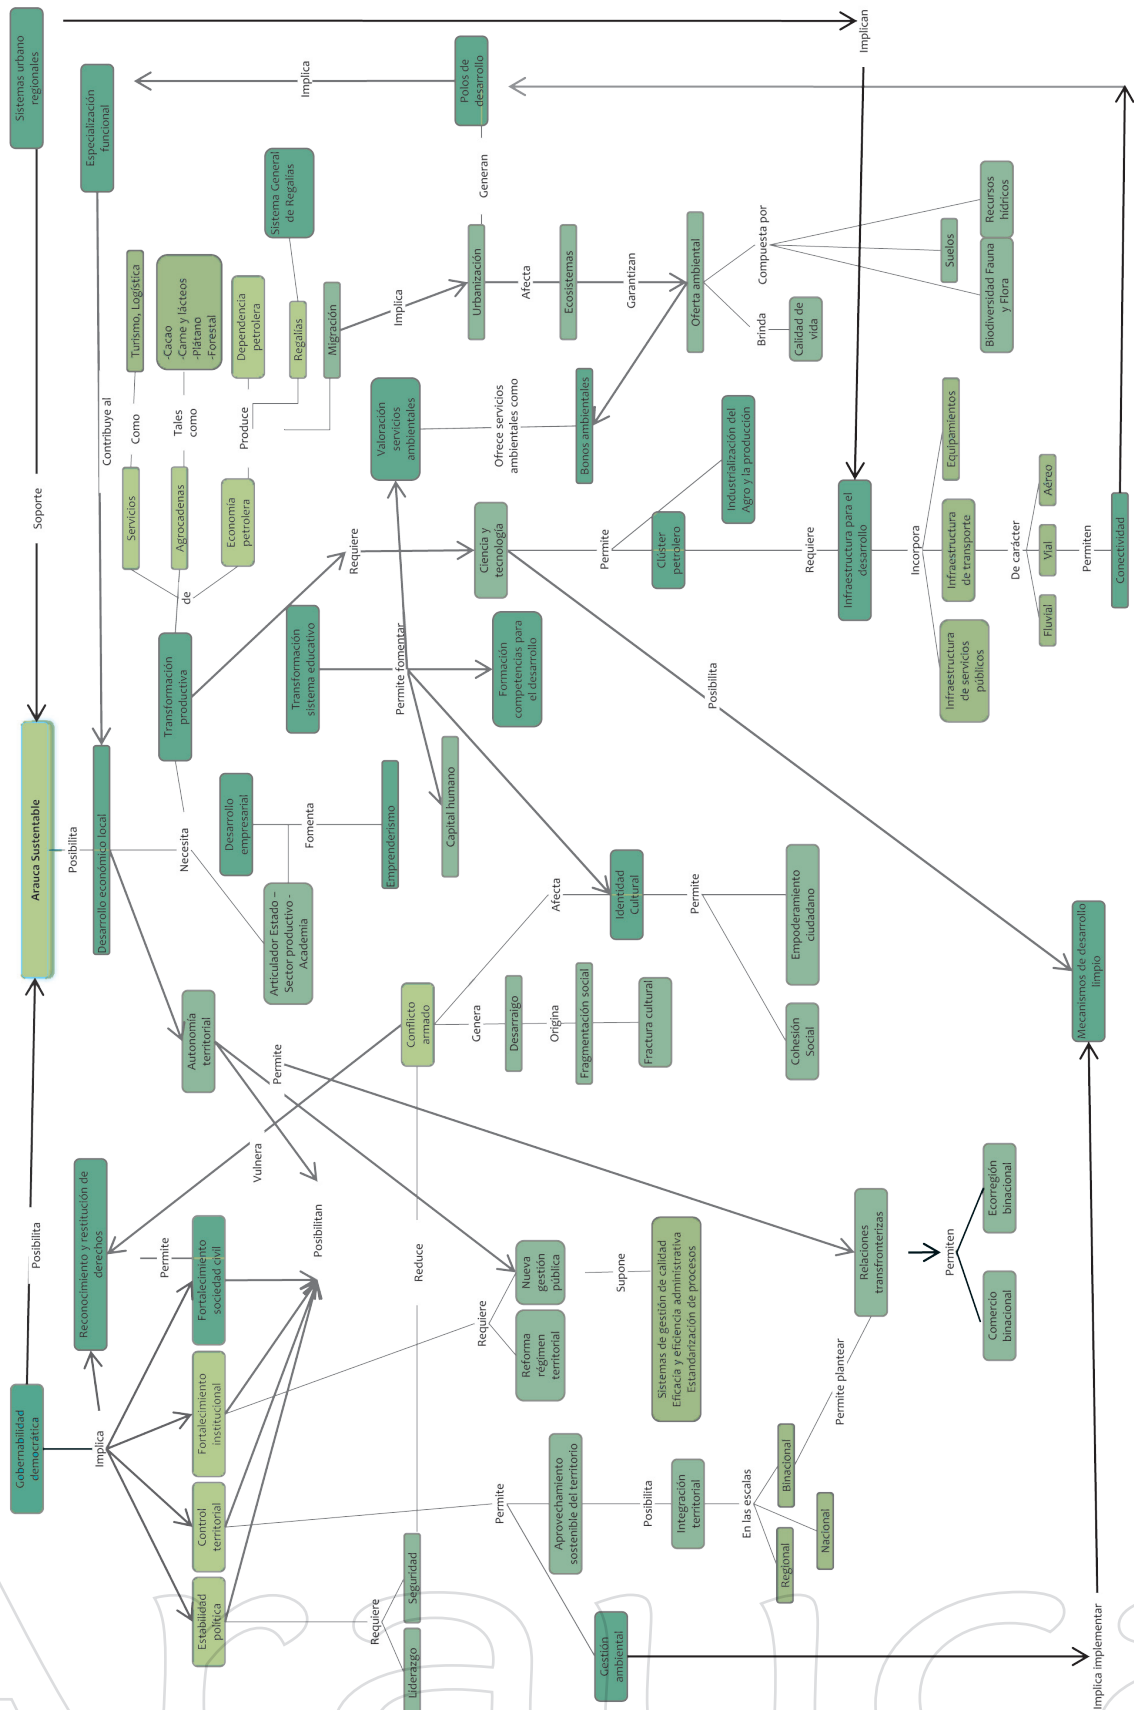 Arauca Sustentable
Gobernabilidad
democrática
Posibilita
Soporte
Sistemas urbano
regionales
Implican
Posibilita
Implica
Reconocimiento y restitución de
derechos
Desarrollo económico local
Contribuye al
Especialización
funcional
Implica
Polos de
desarrollo
Estabilidad
política
Control
territorial
Fortalecimiento
institucional
Fortalecimiento
sociedad civil
Permite
Vulnera
Autonomía
territorial
Permite
Necesita
Transformación
productiva
de
Servicios
Como
Turismo, Logística
Agrocadenas
Tales
como
-Cacao
-Carne y lácteos
-Plátano
-Forestal
Economía
petrolera
Produce
Dependencia
petrolera
Regalías
Sistema General
de Regalías
Migración
Implica
Posibilitan
Articulador Estado –
Sector productivo -
Academia
Desarrollo
empresarial
Fomenta
Emprenderismo
Transformación
sistema educativo
Permite fomentar
Requiere
Valoración
servicios
ambientales
Requiere
Liderazgo
Seguridad
Reduce
Conflicto
armado
Capital humano
Formación
competencias para
el desarrollo
Ciencia y
tecnología
Ofrece servicios
ambientales como
Bonos ambientales
Urbanización
Generan
Afecta
Ecosistemas
Garantizan
Oferta ambiental
Brinda
Calidad de
vida
Compuesta por
Biodiversidad Fauna
y Flora
Suelos
Recursos
hídricos
Genera
Desarraigo
Origina
Fragmentación social
Fractura cultural
Afecta
Identidad
Cultural
Permite
Cohesión
Social
Empoderamiento
ciudadano
Requiere
Reforma
régimen
territorial
Nueva
gestión
pública
Supone
Sistemas de gestión de calidad
Eficacia y eficiencia administrativa
Estandarización de procesos
Permite
Gestión
ambiental
Aprovechamiento
sostenible del territorio
Posibilita
Integración
territorial
En las escalas
Regional
Nacional
Binacional
Permite plantear
Relaciones
transfronterizas
Permiten
Comercio
binacional
Ecorregión
binacional
Permite
Clúster
petrolero
Industrialización del
Agro y la producción
Posibilita
Requiere
Infraestructura para el
desarrollo
Incorpora
Infraestructura
de servicios
públicos
Infraestructura
de transporte
Equipamientos
De carácter
Fluvial
Vial
Aéreo
Permiten
Conectividad
Mecanismos de desarrollo
limpio
Implica implementar
Arauca